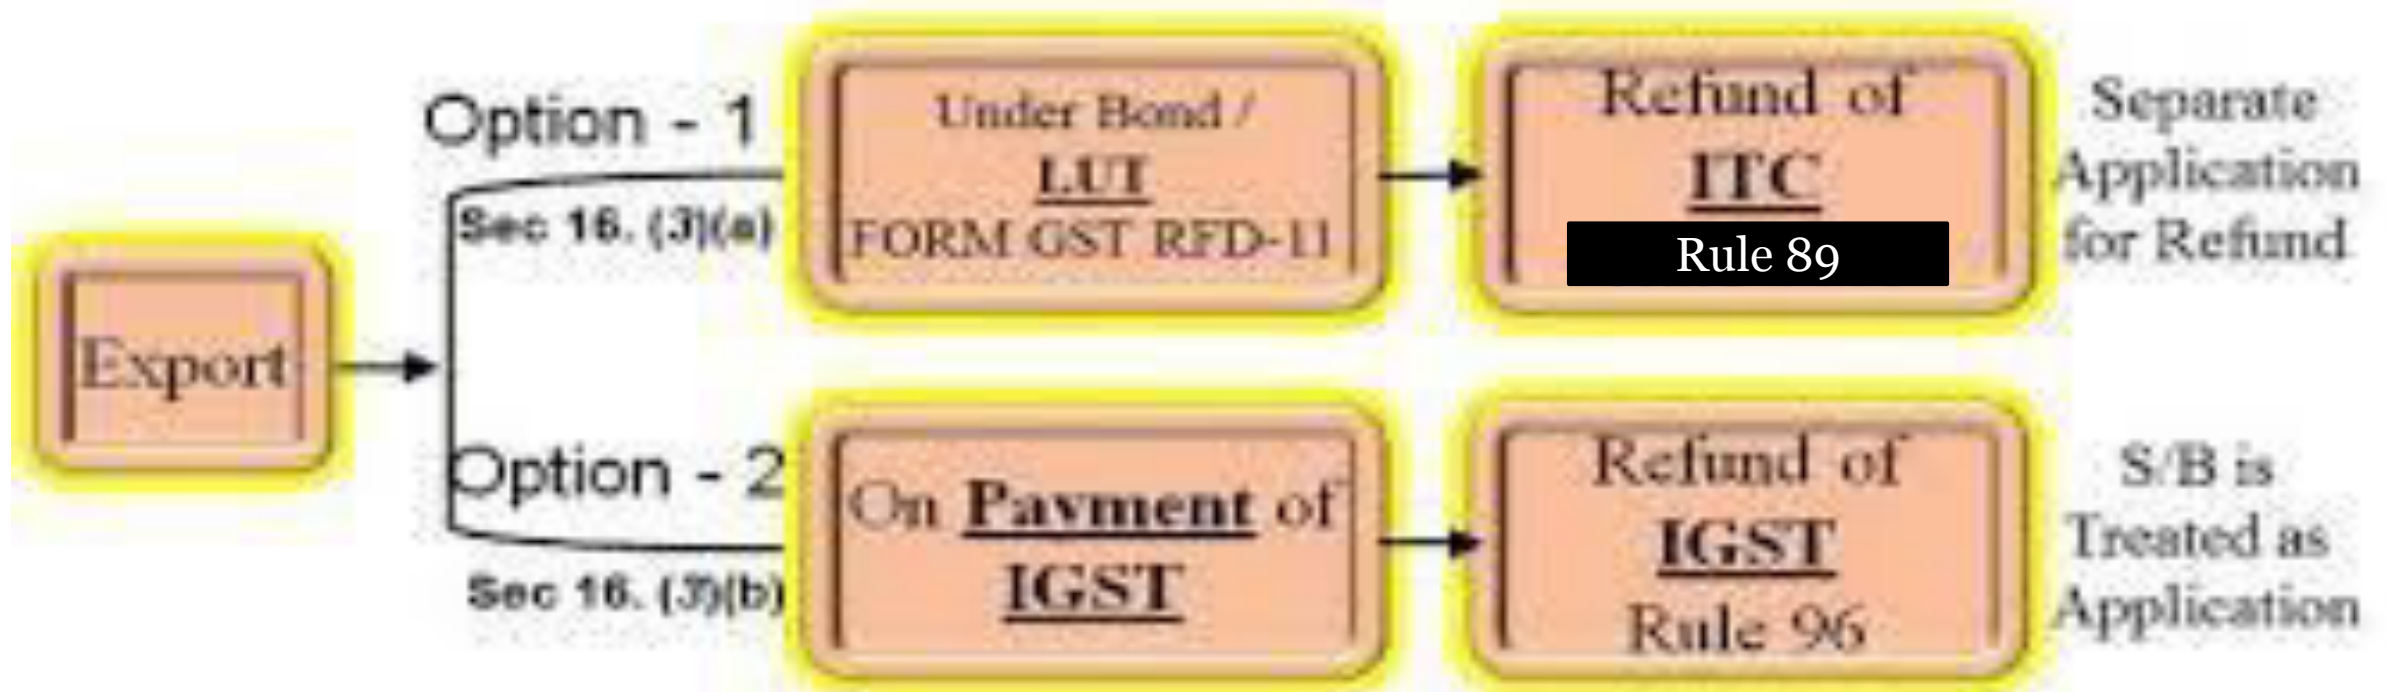 Export
Option - 1
Sec 16. (3)(a)
Under Bond /
LUT
FORM GST RFD-11
Refund of
ITC
Rule 89
Separate
Application
for Refund
Option - 2
Sec 16. (3)(b)
On Payment of
IGST
Refund of
IGST
Rule 96
S/B is
Treated as
Application